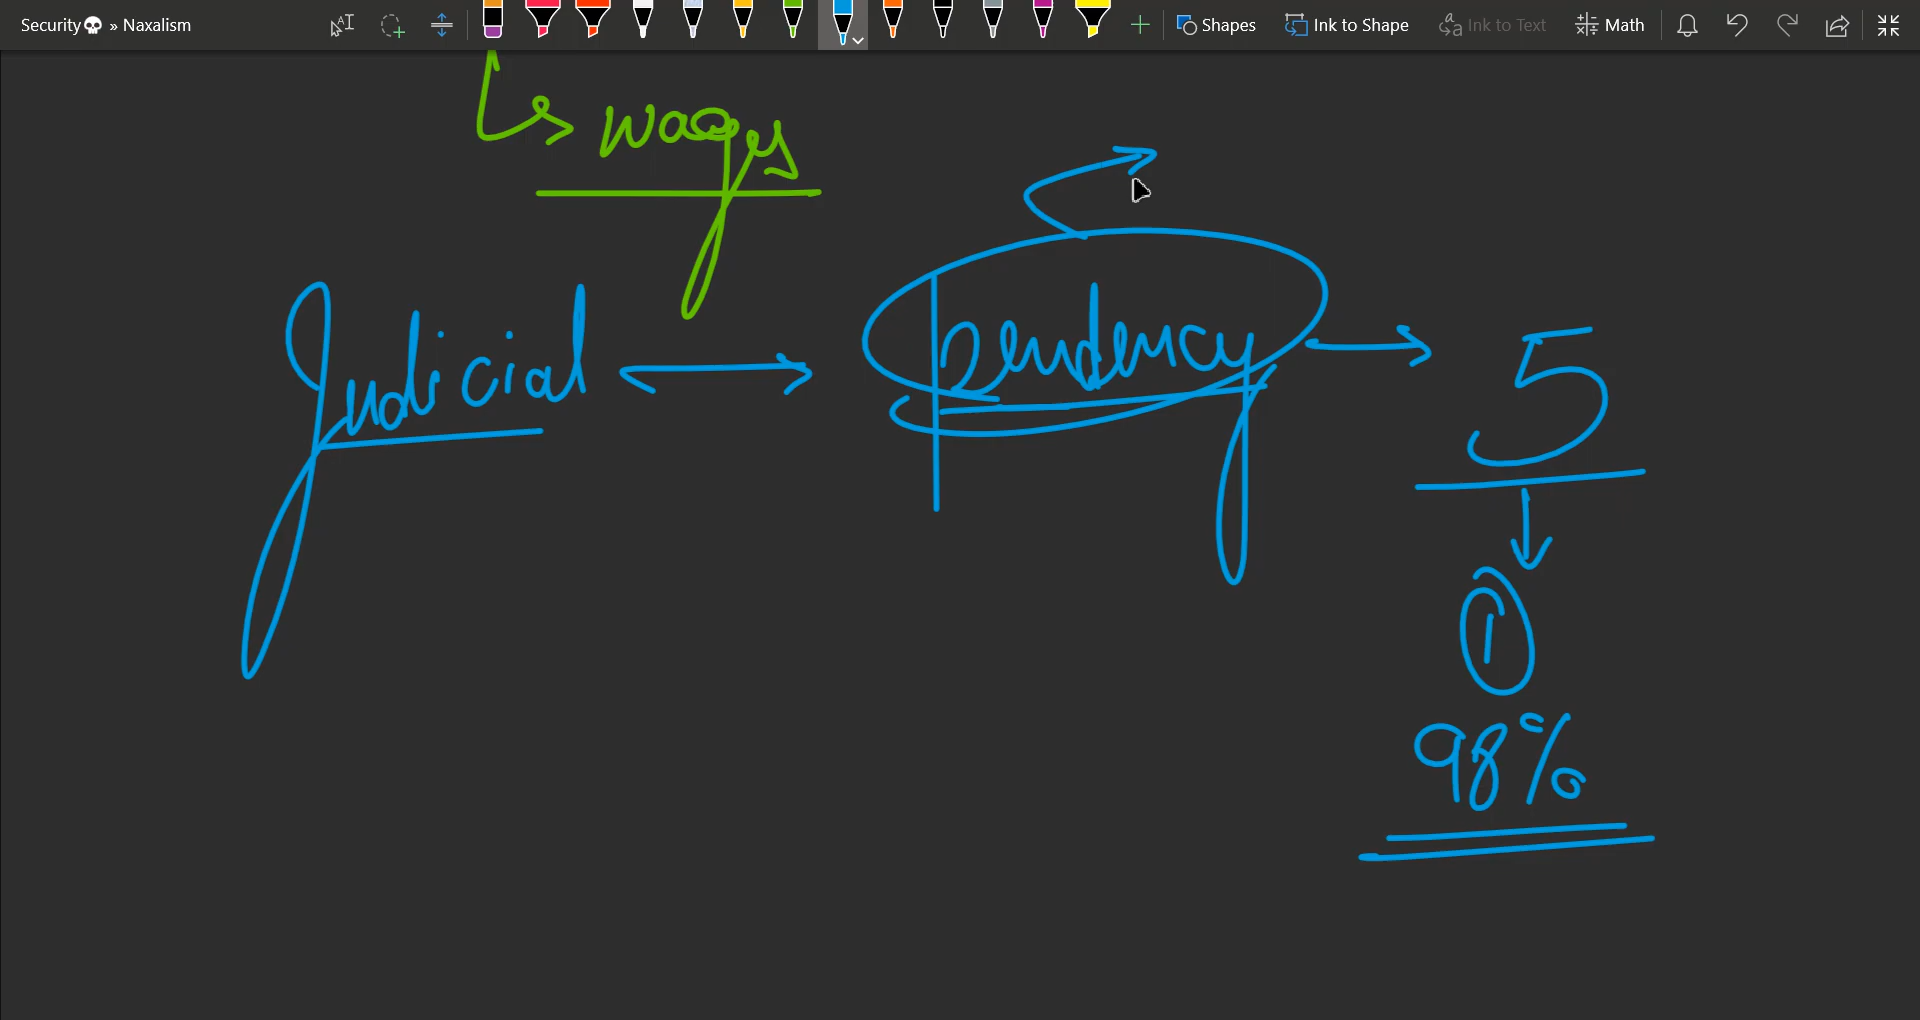 Security💀 » Naxalism
Shapes
Ink to Shape
Ink to Text
Math
wages
Judicial
pendency
5
1
98%